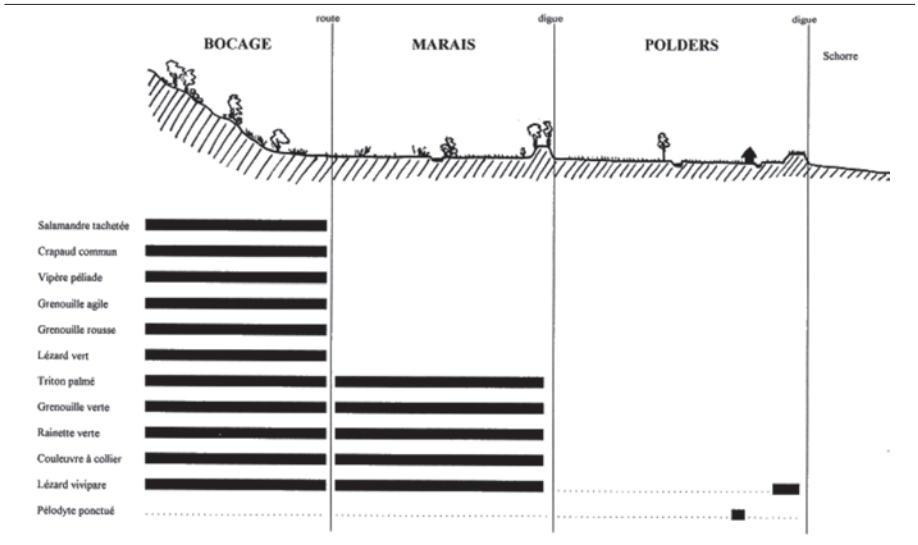 route
digue
digue
BOCAGE
MARAIS
POLDERS
Schorre
Salamandre tachetée
Crapaud commun
Vipère péliade
Grenouille agile
Grenouille rousse
Lézard vert
Triton palmé
Grenouille verte
Rainette verte
Couleuvre à collier
Lézard vivipare
Pélodyte ponctué